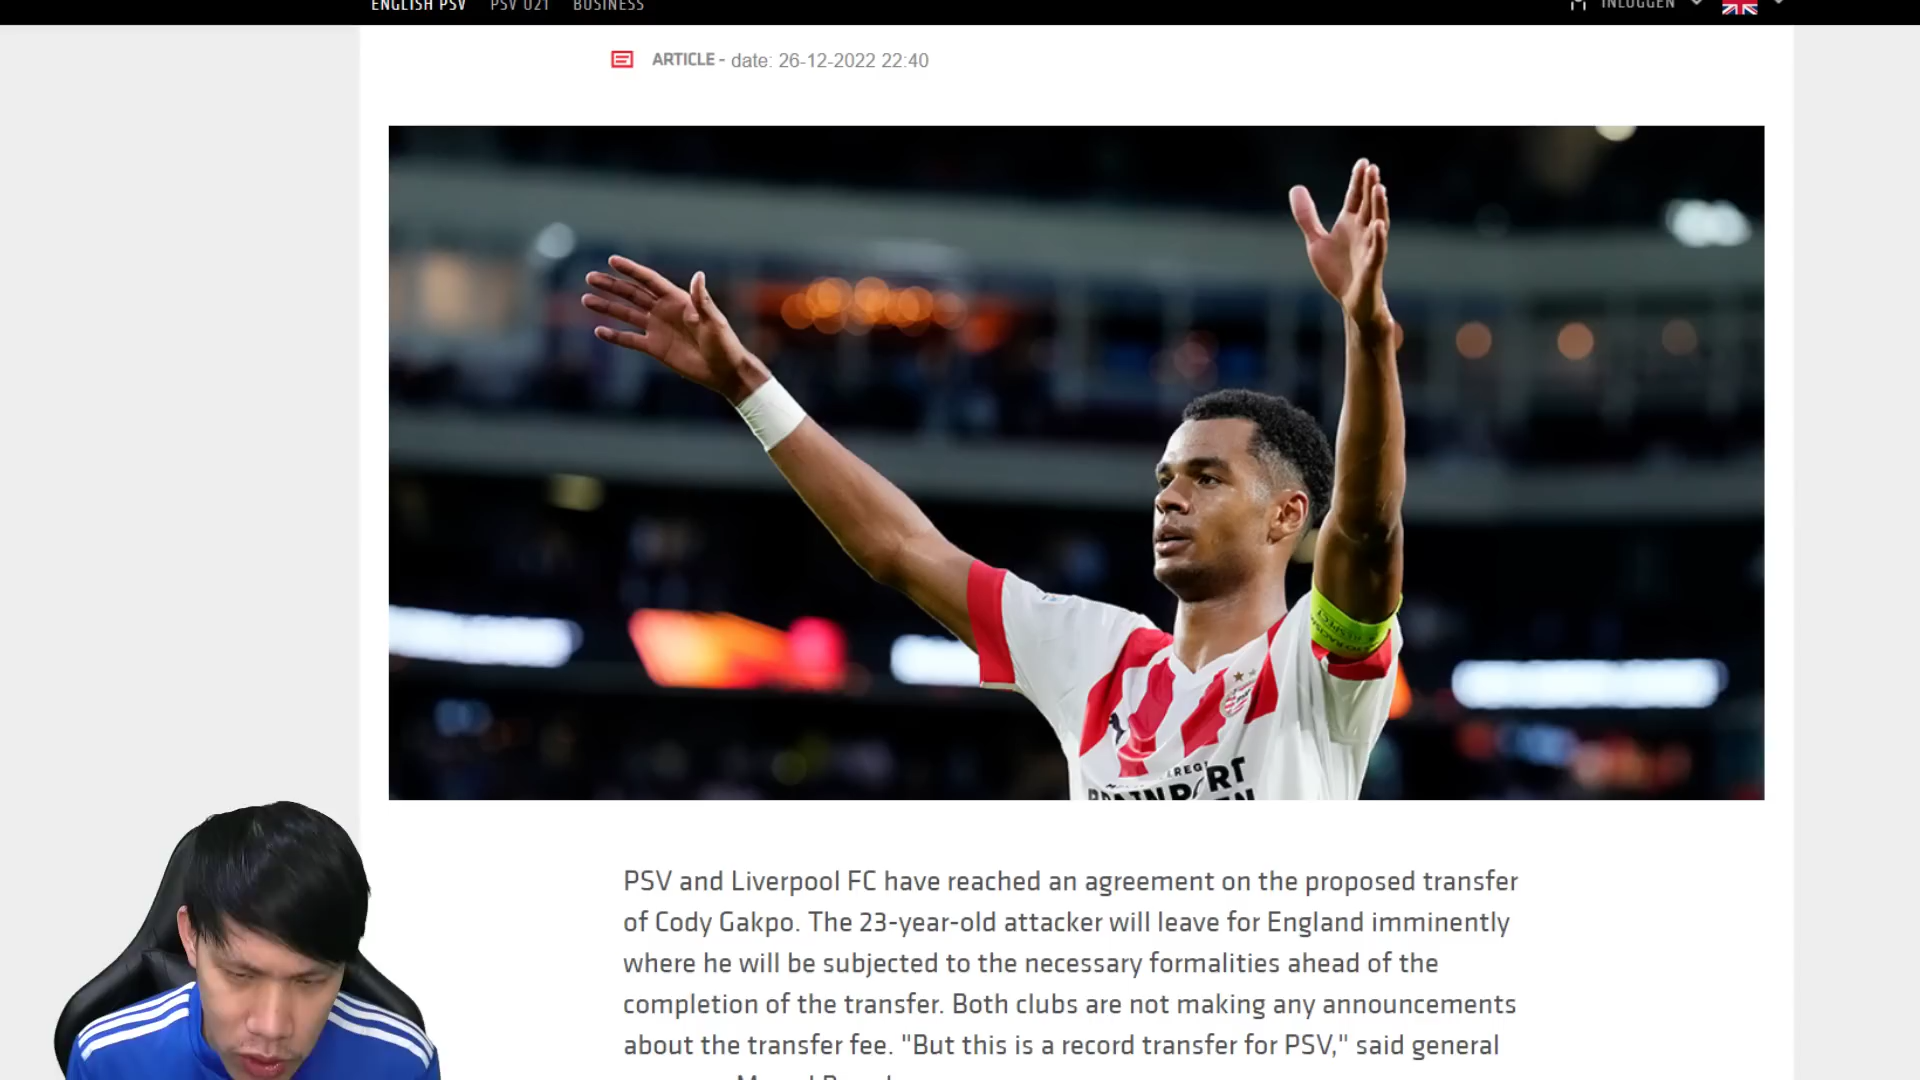 ENGLISH PSV PSV U21 BUSINESS INLOGGEN
ARTICLE - date: 26-12-2022 22:40
PSV and Liverpool FC have reached an agreement on the proposed transfer
of Cody Gakpo. The 23-year-old attacker will leave for England imminently
where he will be subjected to the necessary formalities ahead of the
completion of the transfer. Both clubs are not making any announcements
about the transfer fee. "But this is a record transfer for PSV," said general